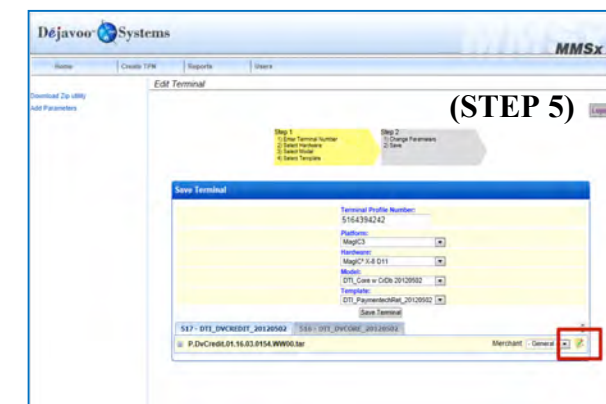 Dejavoo Systems
MMSx
Home
Create TPN
Reports
Users
Edit Terminal
Download Zip utility
Add Parameters
(STEP 5)
Step 1
1) Enter Terminal Number
2) Select Hardware
3) Select Model
4) Select Template
Step 2
1) Change Parameters
2) Save
Save Terminal
Terminal Profile Number:
5164394242
Platform:
MagIC3
Hardware:
MagIC³ X-8 D11
Model:
DTI_Core w CrDb 20120502
Template:
DTI_PaymentechRet_20120502
Save Terminal
517 - DTI_DVCREDIT_20120502
516 - DTI_DVCORE_20120502
P.DvCredit.01.16.03.0154.WW00.tar
Merchant
- General